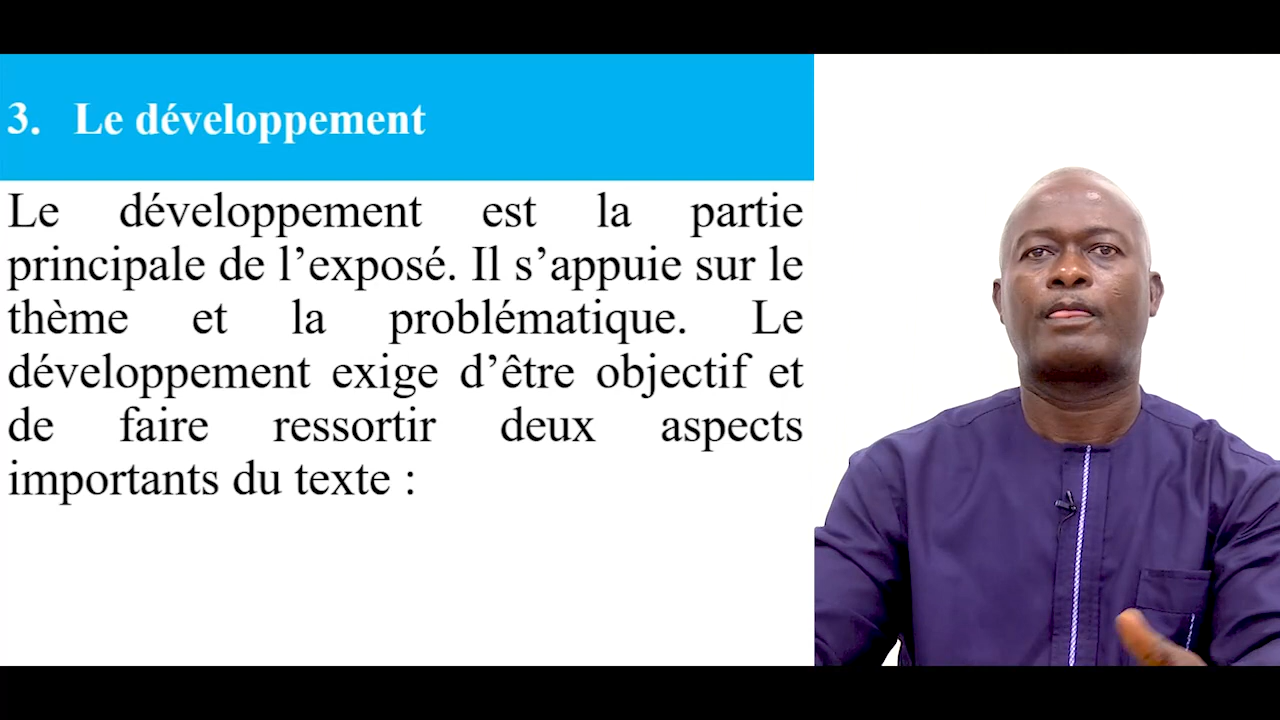 3. Le développement
Le développement est la partie
principale de l’exposé. Il s’appuie sur le
thème et la problématique. Le
développement exige d’être objectif et
de faire ressortir deux aspects
importants du texte :